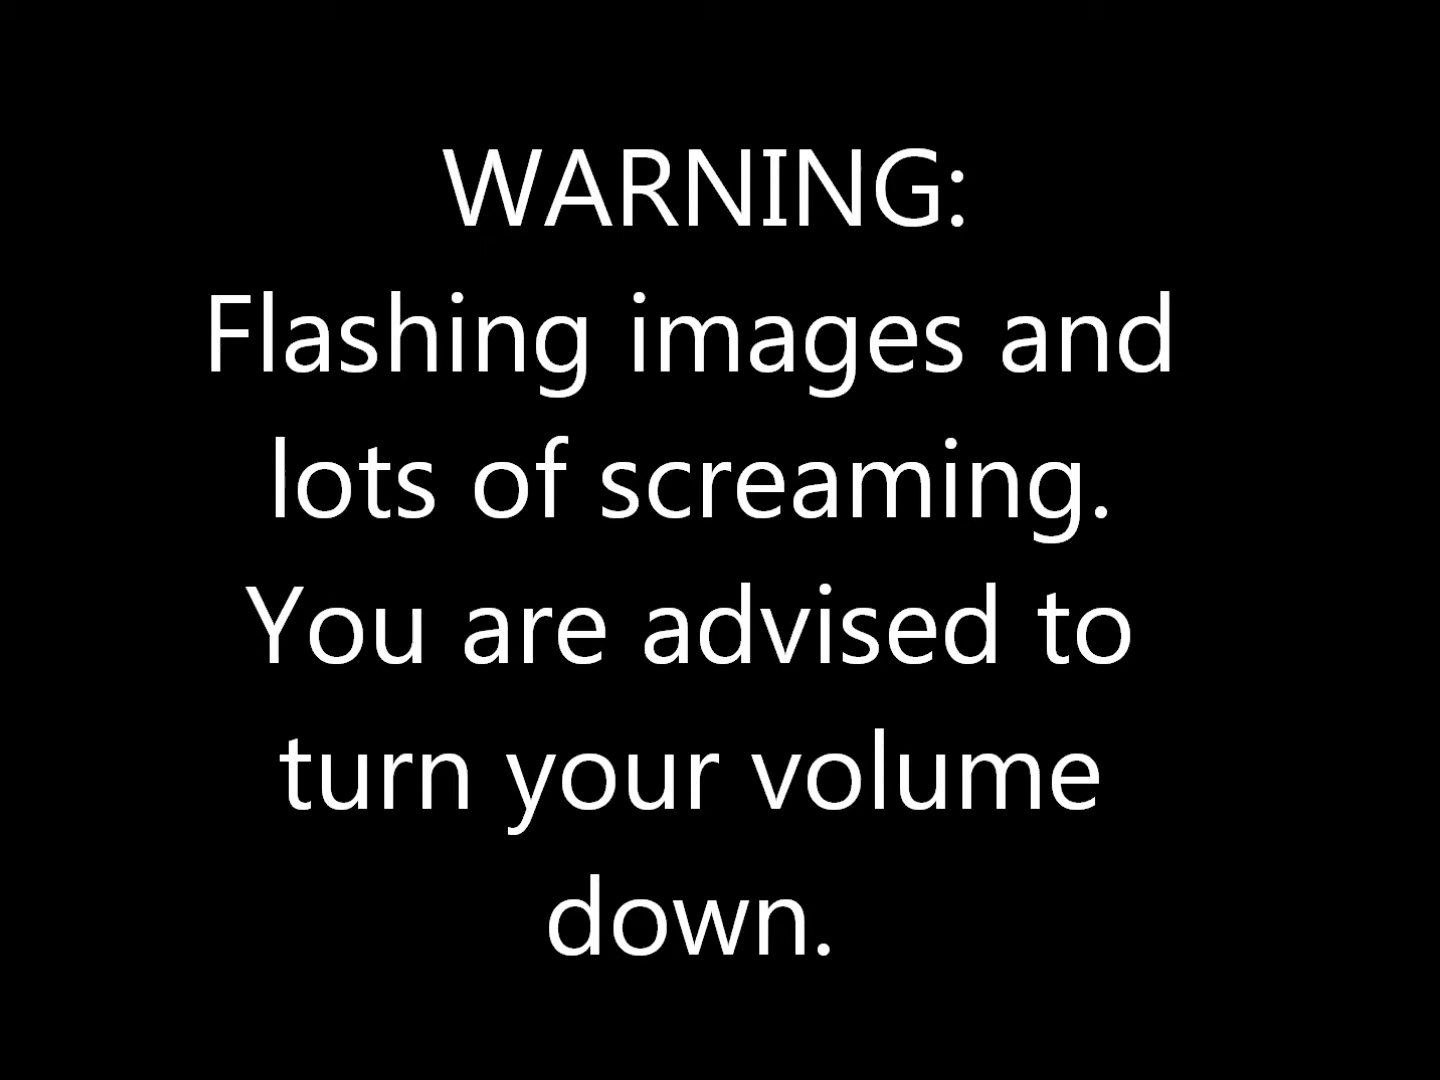 WARNING:
Flashing images and
lots of screaming.
You are advised to
turn your volume
down.